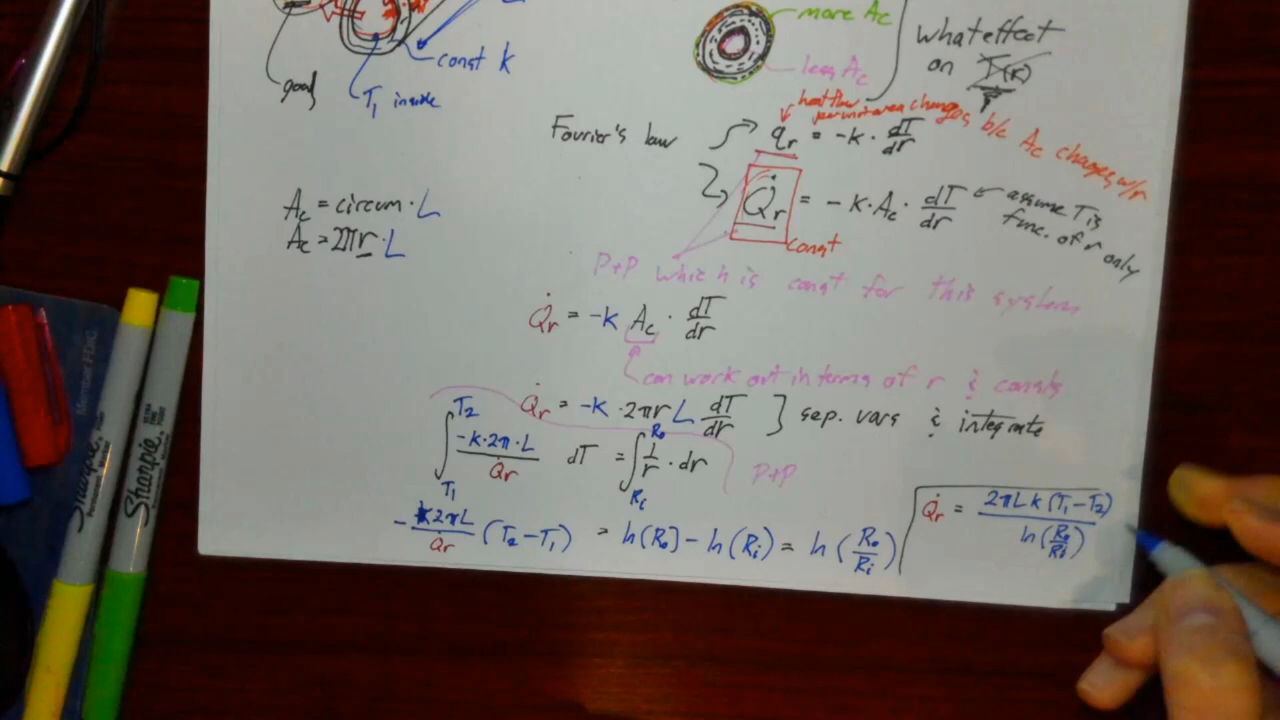 const k
good
T₁ inside
more Ac
less Ac
what effect
on T(r)
heat flow
per unit area changes b/c Ac changes w/r
Fourier's law
qr = -k · dT/dr
Q̇r = -k·Ac · dT/dr
assume T is
func. of r only
const
Ac = circum · L
Ac = 2πr · L
P+P which is const for this system
Q̇r = -k Ac · dT/dr
can work out in terms of r & consts
Q̇r = -k · 2πr L dT/dr } sep. vars & integrate
∫_{T₁}^{T₂} -k·2π·L/Q̇r dT = ∫_{Ri}^{Ro} 1/r · dr
P+P
-k2πL/Q̇r (T₂-T₁) = ln(Ro) - ln(Ri) = ln(Ro/Ri)
Q̇r = 2πLk(T₁-T₂)/ln(Ro/Ri)
Member FDIC
Sharpie
Sharpie